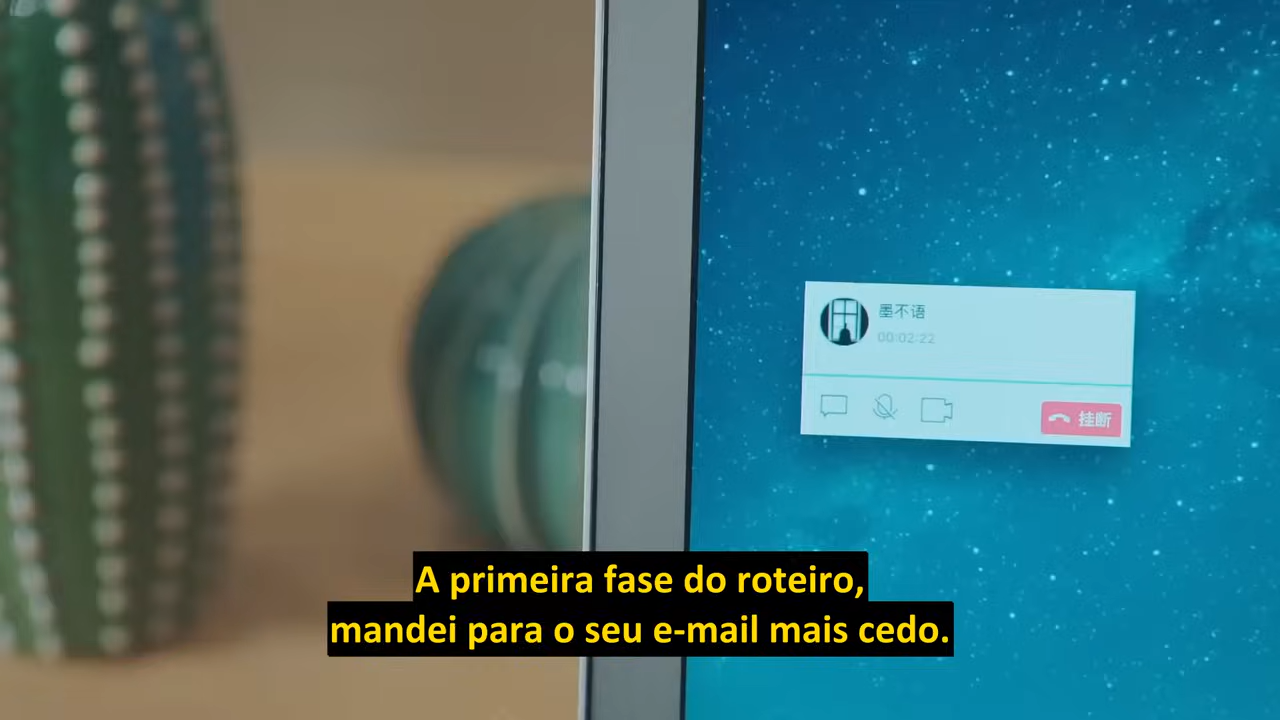 墨不语
00:02:22
挂断
A primeira fase do roteiro,
mandei para o seu e-mail mais cedo.